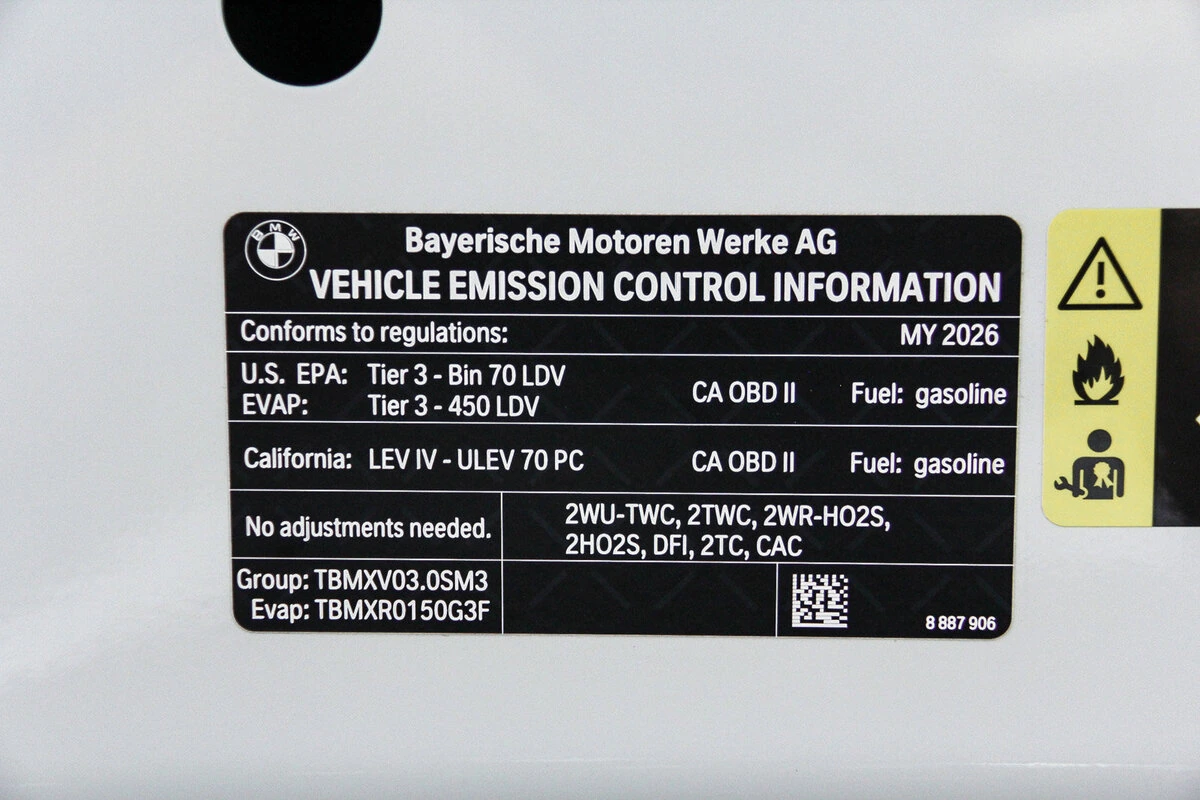 BMW
Bayerische Motoren Werke AG
VEHICLE EMISSION CONTROL INFORMATION
Conforms to regulations: MY 2026
U.S. EPA: Tier 3 - Bin 70 LDV
EVAP: Tier 3 - 450 LDV
CA OBD II Fuel: gasoline
California: LEV IV - ULEV 70 PC CA OBD II Fuel: gasoline
No adjustments needed.
2WU-TWC, 2TWC, 2WR-HO2S,
2HO2S, DFI, 2TC, CAC
Group: TBMXV03.0SM3
Evap: TBMXR0150G3F
8 887 906